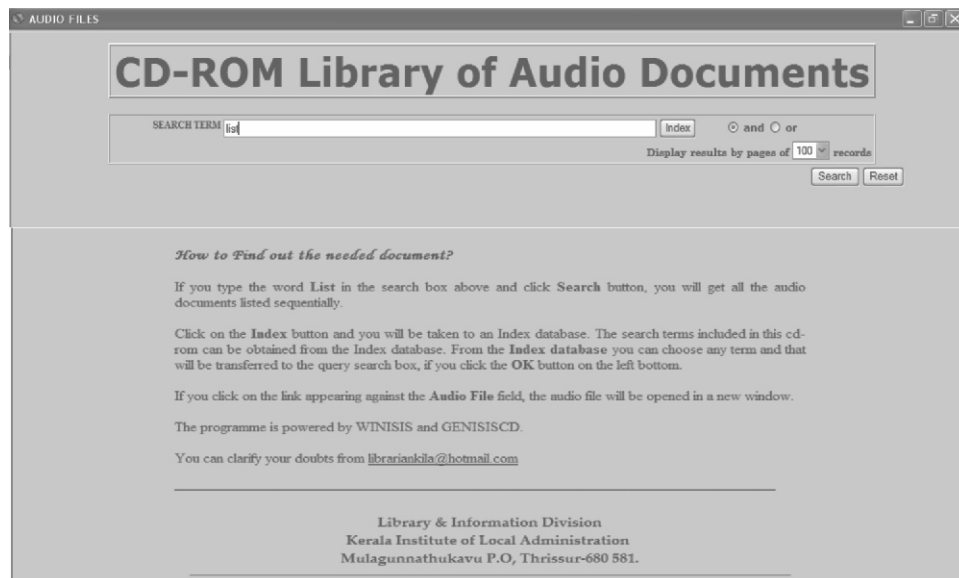 AUDIO FILES
CD-ROM Library of Audio Documents
SEARCH TERM list Index and or
Display results by pages of 100 records
Search Reset
How to Find out the needed document?
If you type the word List in the search box above and click Search button, you will get all the audio
documents listed sequentially.
Click on the Index button and you will be taken to an Index database. The search terms included in this cd-
rom can be obtained from the Index database. From the Index database you can choose any term and that
will be transferred to the query search box, if you click the OK button on the left bottom.
If you click on the link appearing against the Audio File field, the audio file will be opened in a new window.
The programme is powered by WINISIS and GENISISCD.
You can clarify your doubts from librariankila@hotmail.com
Library & Information Division
Kerala Institute of Local Administration
Mulagunnathukavu P.O, Thrissur-680 581.